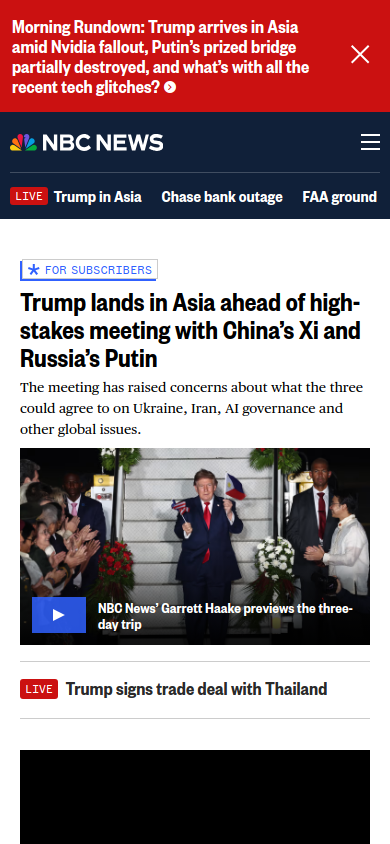 Morning Rundown: Trump arrives in Asia
amid Nvidia fallout, Putin’s prized bridge
partially destroyed, and what’s with all the
recent tech glitches?
NBC NEWS
LIVE Trump in Asia Chase bank outage FAA ground
FOR SUBSCRIBERS
Trump lands in Asia ahead of high-
stakes meeting with China’s Xi and
Russia’s Putin
The meeting has raised concerns about what the three
could agree to on Ukraine, Iran, AI governance and
other global issues.
NBC News’ Garrett Haake previews the three-
day trip
LIVE Trump signs trade deal with Thailand